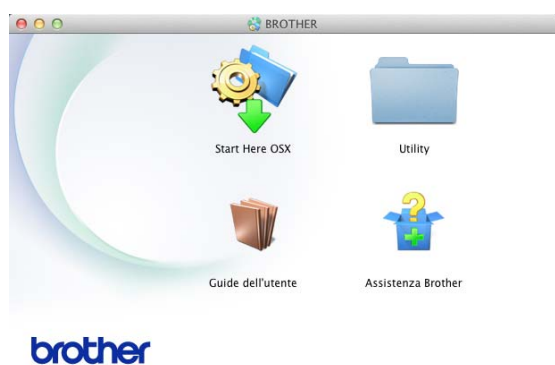 BROTHER
Start Here OSX
Utility
Guide dell'utente
Assistenza Brother
brother